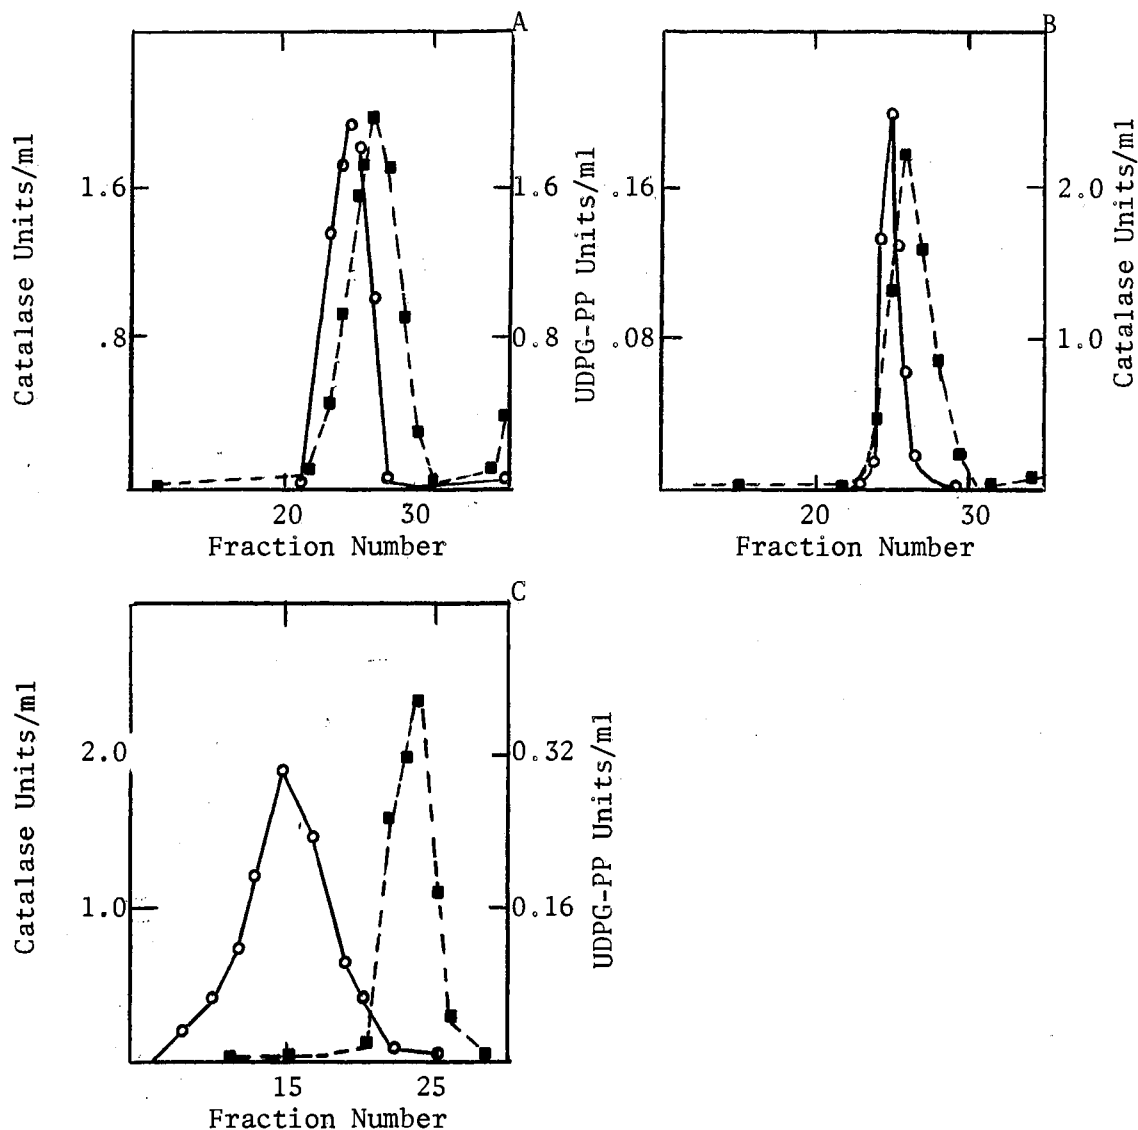 A
Catalase Units/ml
1.6
.8
1.6
0.8
UDPG-PP Units/ml
20
30
Fraction Number
B
.16
.08
2.0
1.0
Catalase Units/ml
20
30
Fraction Number
C
Catalase Units/ml
2.0
1.0
0.32
0.16
UDPG-PP Units/ml
15
25
Fraction Number